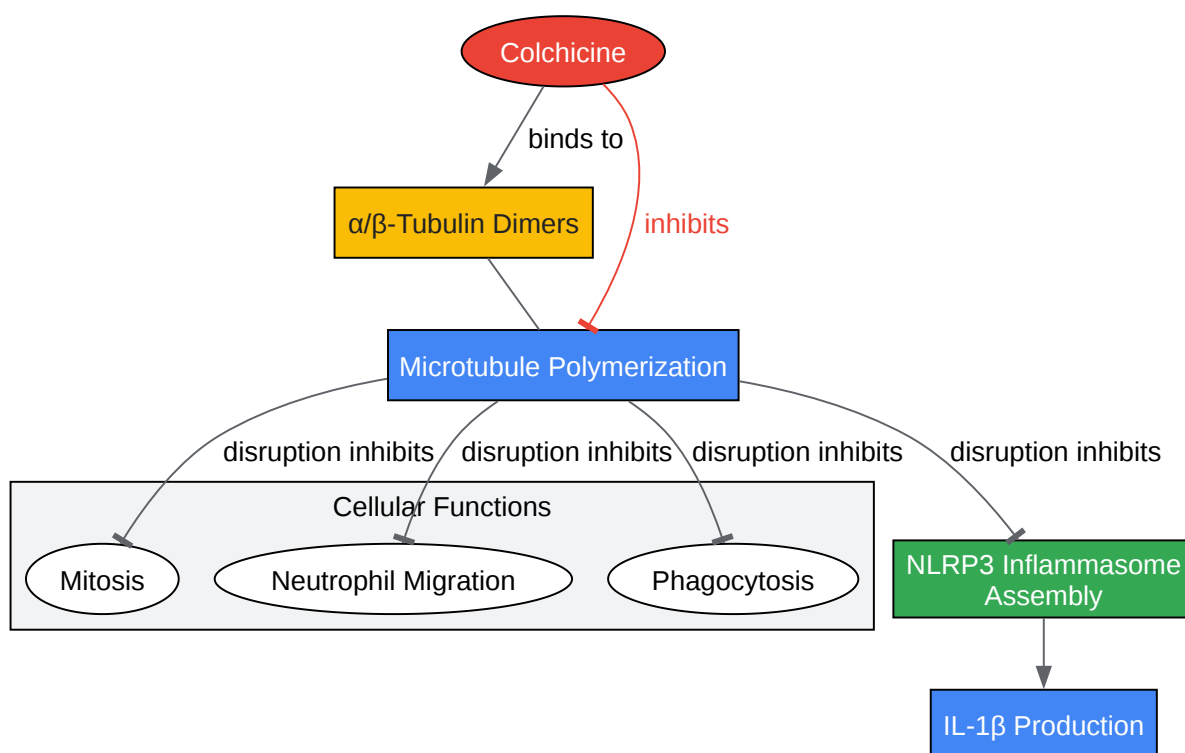 Colchicine
binds to
α/β-Tubulin Dimers
inhibits
Microtubule Polymerization
disruption inhibits
disruption inhibits
disruption inhibits
disruption inhibits
Cellular Functions
Mitosis
Neutrophil Migration
Phagocytosis
NLRP3 Inflammasome
Assembly
IL-1β Production